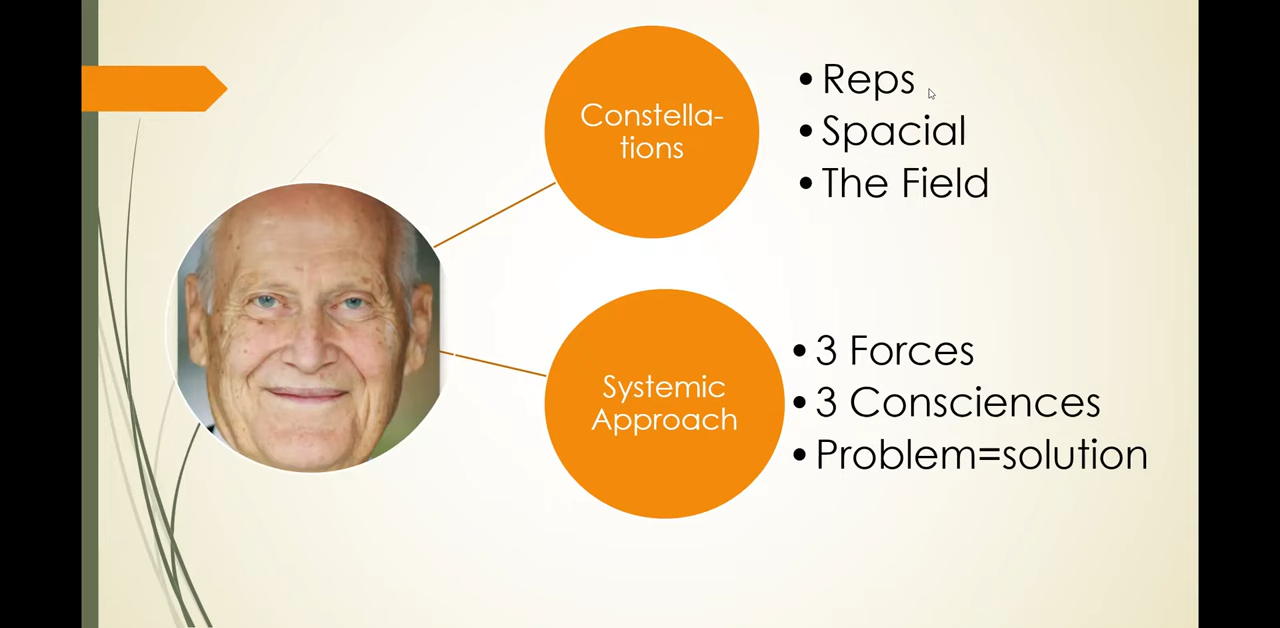 Constella-
tions
• Reps
• Spacial
• The Field
Systemic
Approach
• 3 Forces
• 3 Consciences
• Problem=solution